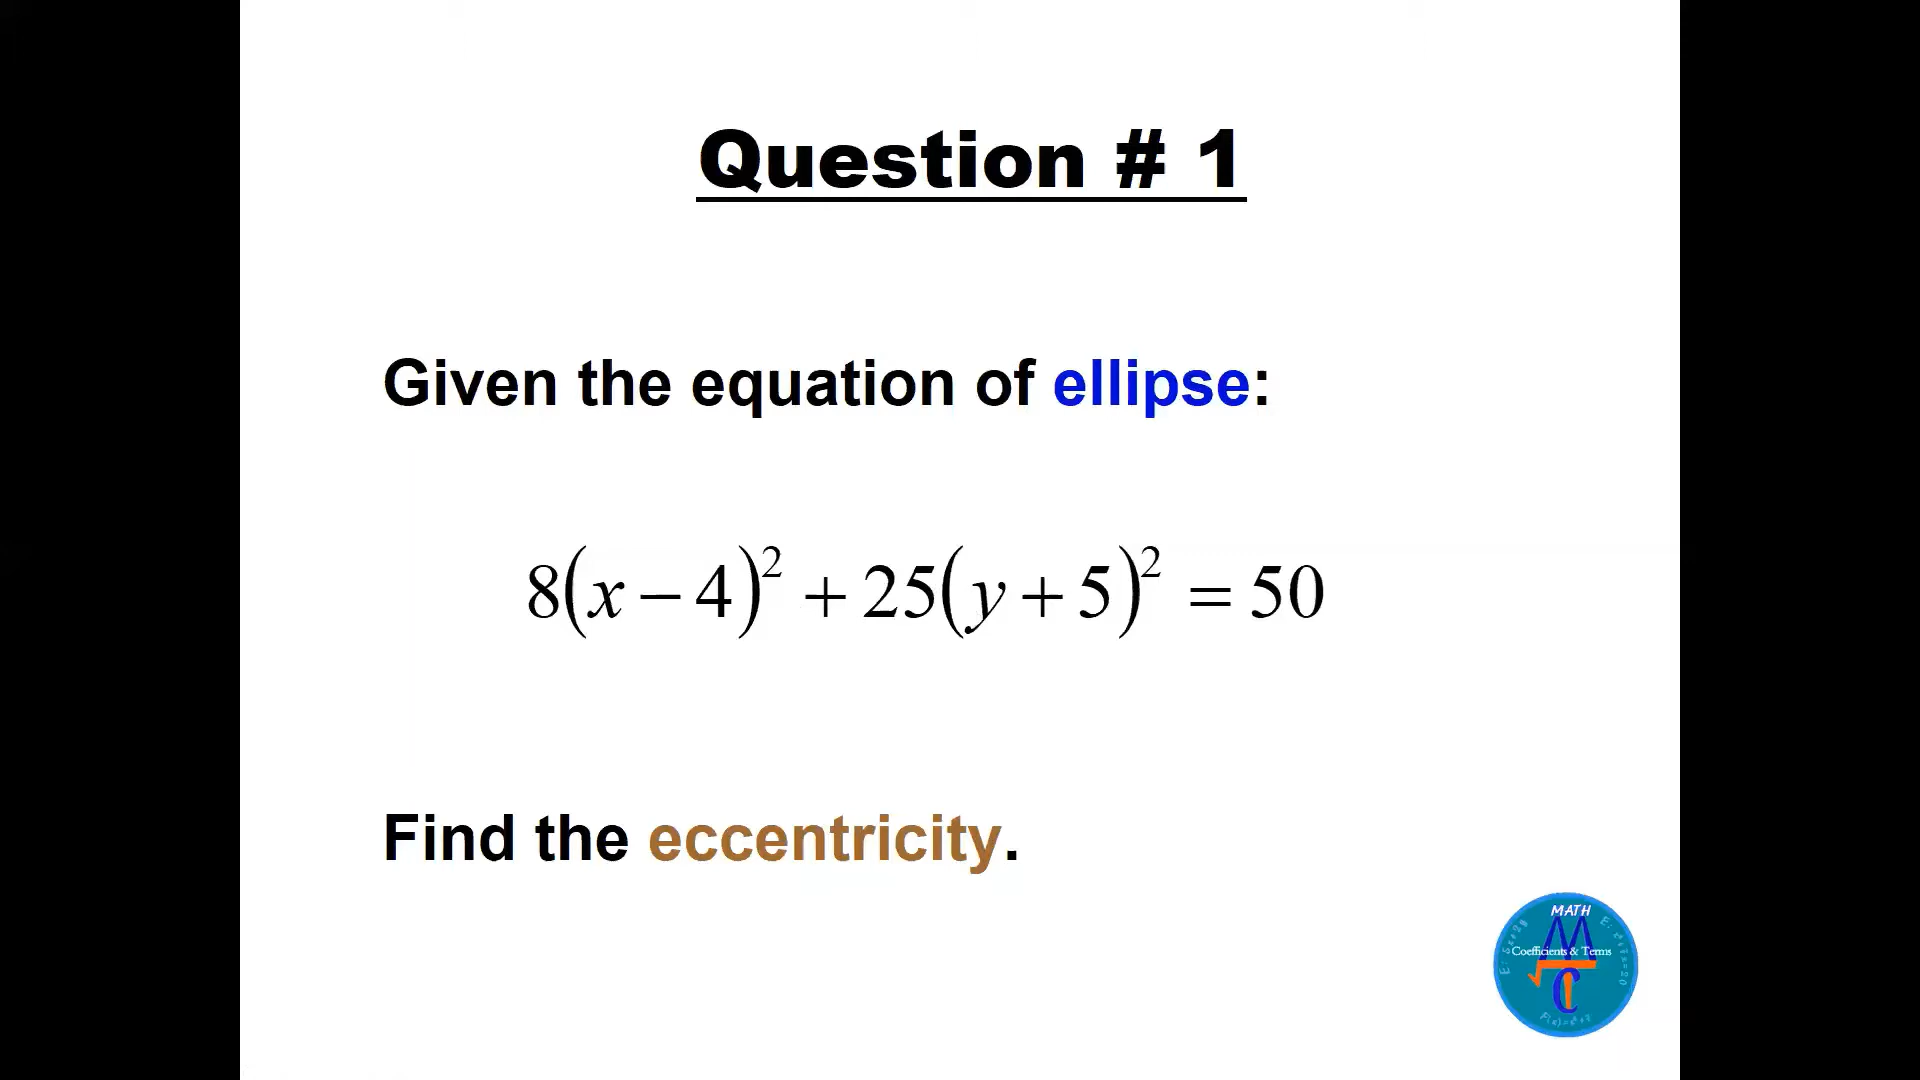 Question # 1
Given the equation of ellipse:
8(x − 4)² + 25(y + 5)² = 50
Find the eccentricity.
MATH
Coefficients & Terms